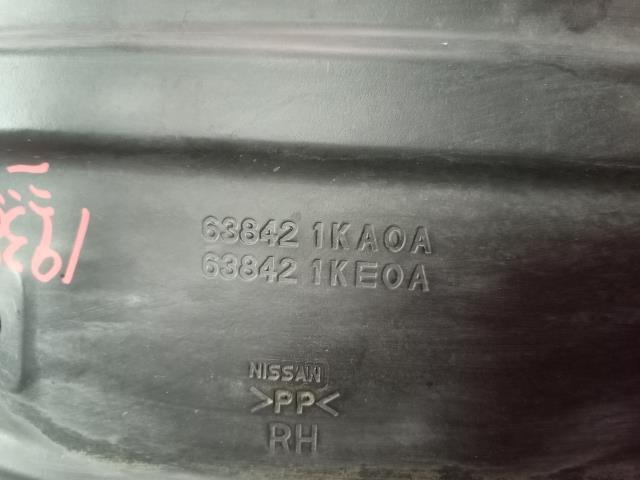 63842 1KA0A
63842 1KE0A
NISSAN
>PP<
RH